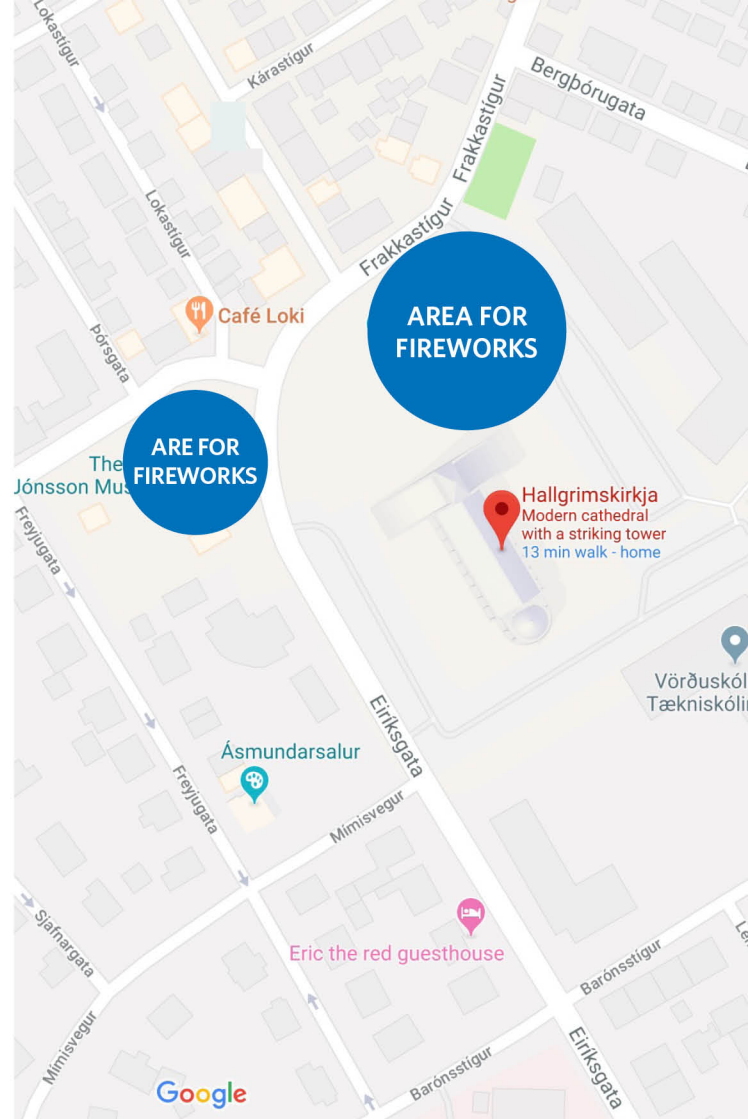 Lokastígur
Kárastígur
Bergþórugata
Frakkastígur
Frakkastígur
Lokastígur
Café Loki
AREA FOR
FIREWORKS
Þórsgata
ARE FOR
FIREWORKS
The
Jónsson Mus
Hallgrimskirkja
Modern cathedral
with a striking tower
13 min walk - home
Freyjugata
Vörðuskól
Tækniskóli
Eiríksgata
Ásmundarsalur
Freyjugata
Mímisvegur
Sjafnargata
Eric the red guesthouse
Barónsstígur
Mímisvegur
Eiríksgata
Barónsstígur
Google